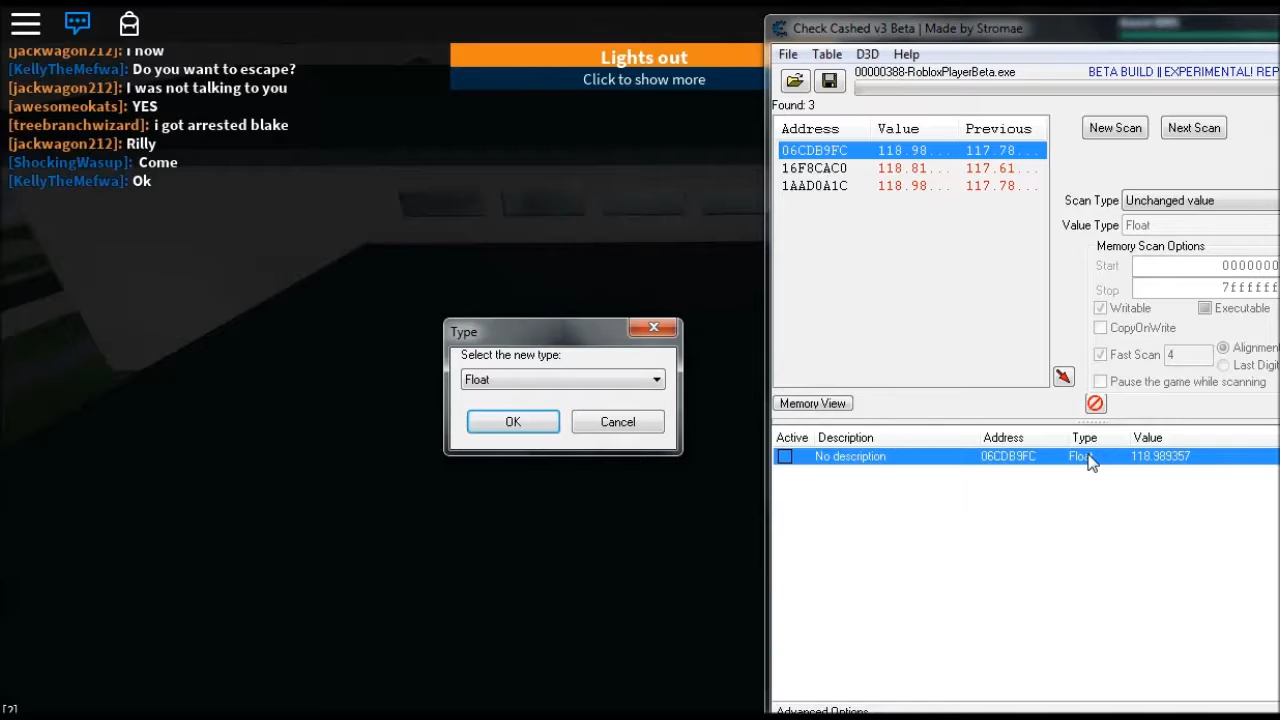 [jackwagon212]: I now
[KellyTheMefwa]: Do you want to escape?
[jackwagon212]: I was not talking to you
[awesomeokats]: YES
[treebranchwizard]: i got arrested blake
[jackwagon212]: Rilly
[ShockingWasup]: Come
[KellyTheMefwa]: Ok
Lights out
Click to show more
Type
Select the new type:
Float
OK
Cancel
[?]
Check Cashed v3 Beta | Made by Stromae
File Table D3D Help
00000388-RobloxPlayerBeta.exe
BETA BUILD || EXPERIMENTAL! REP
Found: 3
Address Value Previous
06CDB9FC 118.98... 117.78...
16F8CAC0 118.81... 117.61...
1AAD0A1C 118.98... 117.78...
New Scan Next Scan
Scan Type Unchanged value
Value Type Float
Memory Scan Options
Start 0000000
Stop 7ffffff
Writable Executable
CopyOnWrite
Fast Scan 4 Alignmen
Last Digit
Pause the game while scanning
Memory View
Active Description Address Type Value
No description 06CDB9FC Float 118.989357
Advanced Options